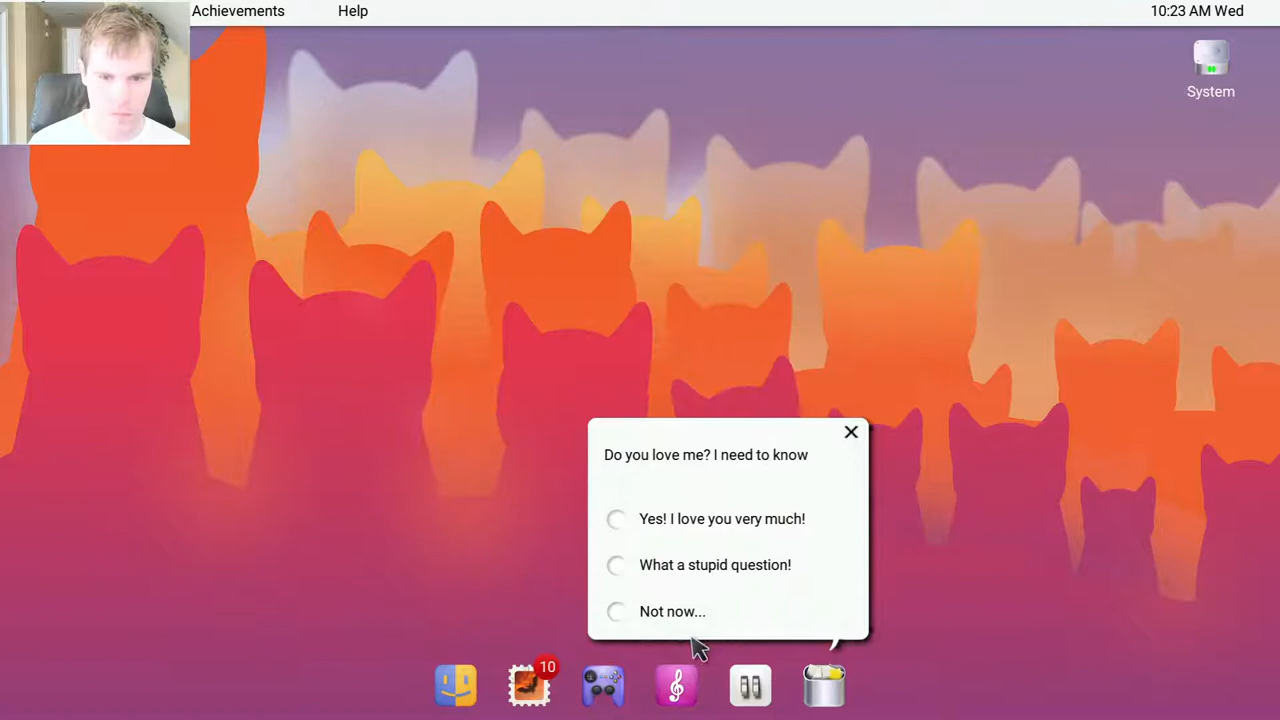 Achievements Help 10:23 AM Wed
System
Do you love me? I need to know
Yes! I love you very much!
What a stupid question!
Not now...
10